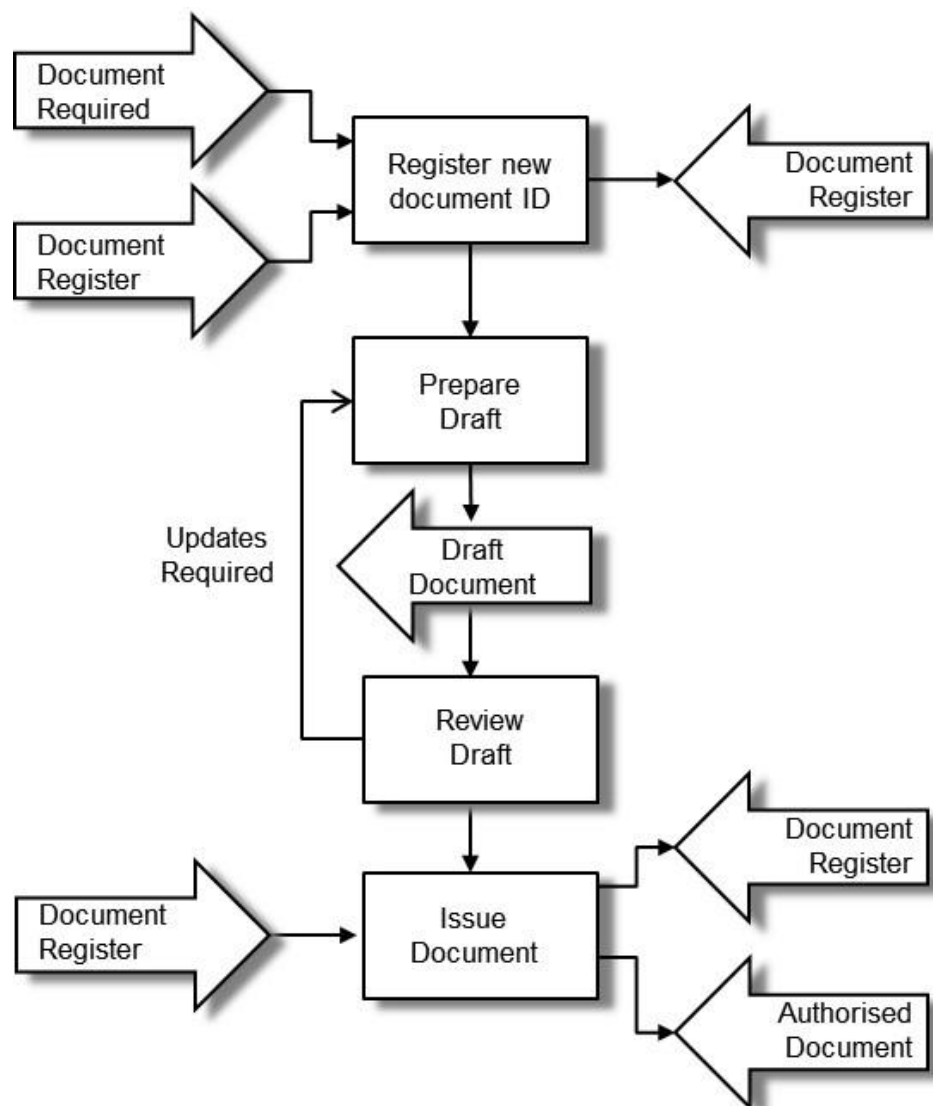 Document
Required
Register new
document ID
Document
Register
Document
Register
Prepare
Draft
Updates
Required
Draft
Document
Review
Draft
Document
Register
Document
Register
Issue
Document
Authorised
Document